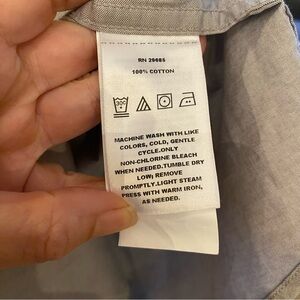 RN 29685
100% COTTON
MACHINE WASH WITH LIKE
COLORS, COLD, GENTLE
CYCLE.ONLY
NON-CHLORINE BLEACH
WHEN NEEDED.TUMBLE DRY
LOW; REMOVE
PROMPTLY.LIGHT STEAM
PRESS WITH WARM IRON,
AS NEEDED.